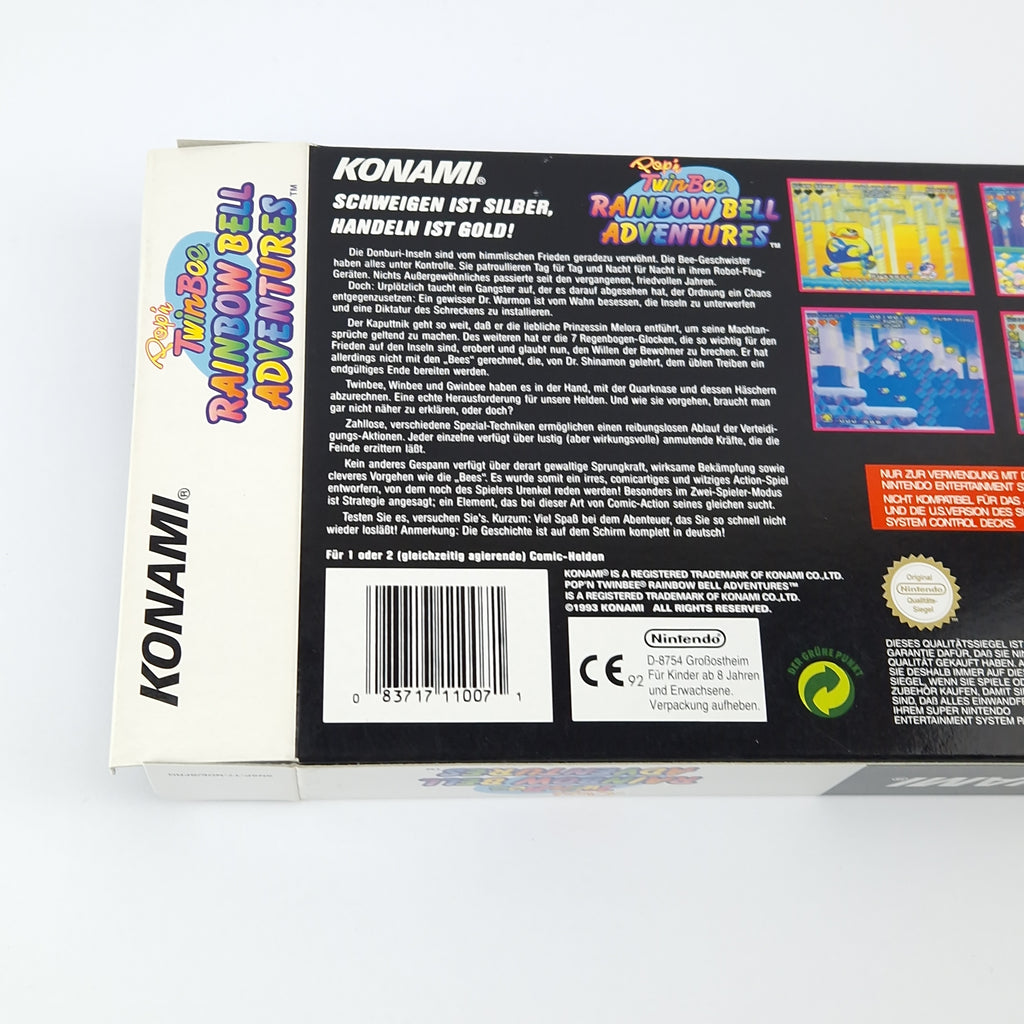 KONAMI®
SCHWEIGEN IST SILBER,
HANDELN IST GOLD!
Pop'n
TwinBee
RAINBOW BELL
ADVENTURES™
Die Donburi-Inseln sind vom himmlischen Frieden geradezu verwöhnt. Die Bee-Geschwister
haben alles unter Kontrolle. Sie patroullieren Tag für Tag und Nacht für Nacht in ihren Robot-Flug-
Geräten. Nichts Außergewöhnliches passierte seit den vergangenen, friedvollen Jahren.
Doch: Urplötzlich taucht ein Gangster auf, der es darauf abgesehen hat, der Ordnung ein Chaos
entgegenzusetzen: Ein gewisser Dr. Warmon ist vom Wahn besessen, die Inseln zu unterwerfen
und eine Diktatur des Schreckens zu installieren.
Der Kaputtnik geht so weit, daß er die liebliche Prinzessin Melora entführt, um seine Machtan-
sprüche geltend zu machen. Des weiteren hat er die 7 Regenbogen-Glocken, die so wichtig für den
Frieden auf den Inseln sind, erobert und glaubt nun, den Willen der Bewohner zu brechen. Er hat
allerdings nicht mit den „Bees" gerechnet, die, von Dr. Shinamon gelehrt, dem üblen Treiben ein
endgültiges Ende bereiten werden.
Twinbee, Winbee und Gwinbee haben es in der Hand, mit der Quarknase und dessen Häschern
abzurechnen. Eine echte Herausforderung für unsere Helden. Und wie sie vorgehen, braucht man
gar nicht näher zu erklären, oder doch?
Zahllose, verschiedene Spezial-Techniken ermöglichen einen reibungslosen Ablauf der Verteidi-
gungs-Aktionen. Jeder einzelne verfügt über lustig (aber wirkungsvolle) anmutende Kräfte, die die
Feinde erzittern läßt.
Kein anderes Gespann verfügt über derart gewaltige Sprungkraft, wirksame Bekämpfung sowie
cleveres Vorgehen wie die „Bees". Es wurde somit ein irres, comicartiges und witziges Action-Spiel
entworfen, von dem noch des Spielers Urenkel reden werden! Besonders im Zwei-Spieler-Modus
ist Strategie angesagt; ein Element, das bei dieser Art von Comic-Action seines gleichen sucht.
Testen Sie es, versuchen Sie's. Kurzum: Viel Spaß bei dem Abenteuer, das Sie so schnell nicht
wieder losläßt! Anmerkung: Die Geschichte ist auf dem Schirm komplett in deutsch!
Für 1 oder 2 (gleichzeitig agierende) Comic-Helden
0 83717 11007 1
KONAMI® IS A REGISTERED TRADEMARK OF KONAMI CO.,LTD.
POP'N TWINBEE® RAINBOW BELL ADVENTURES™
IS A REGISTERED TRADEMARK OF KONAMI CO.,LTD.
©1993 KONAMI ALL RIGHTS RESERVED.
CE 92
Nintendo®
D-8754 Großostheim
Für Kinder ab 8 Jahren
und Erwachsene.
Verpackung aufheben.
DER GRÜNE PUNKT
NUR ZUR VERWENDUNG MIT
NINTENDO ENTERTAINMENT
NICHT KOMPATIBEL FÜR DAS
UND DIE U.S.VERSION DES
SYSTEM CONTROL DECKS.
Original
Nintendo
Qualitäts-
Siegel
DIESES QUALITÄTSSIEGEL IST
GARANTIE DAFÜR, DAß SIE
QUALITÄT GEKAUFT HABEN.
SIE DESHALB IMMER AUF
SIEGEL, WENN SIE SPIELE
ZUBEHÖR KAUFEN, DAMIT
SIND, DAß ALLES
IHREM SUPER NINTENDO
ENTERTAINMENT SYSTEM
Pop'n
TwinBee
RAINBOW BELL
ADVENTURES™
KONAMI®